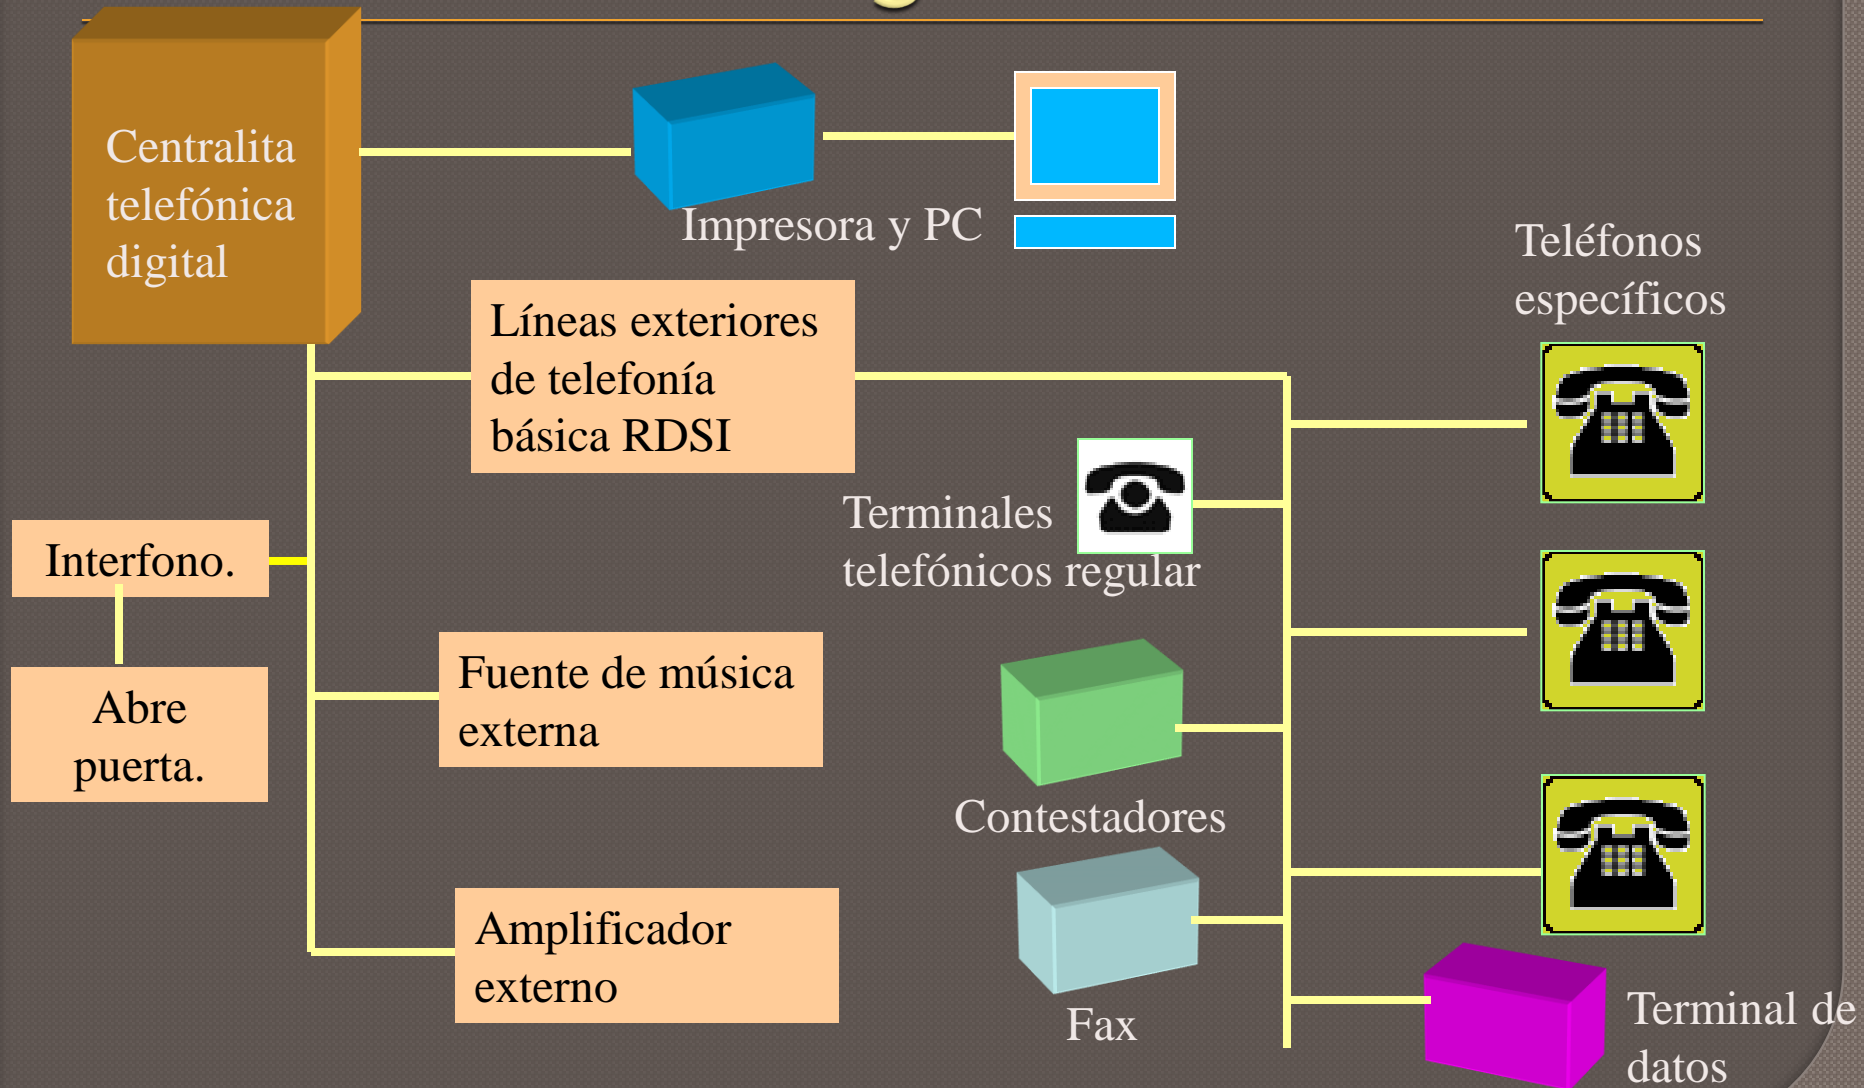 Centralita
telefónica
digital
Impresora y PC
Teléfonos
específicos
Líneas exteriores
de telefonía
básica RDSI
Terminales
telefónicos regular
Interfono.
Abre
puerta.
Fuente de música
externa
Contestadores
Amplificador
externo
Fax
Terminal de
datos